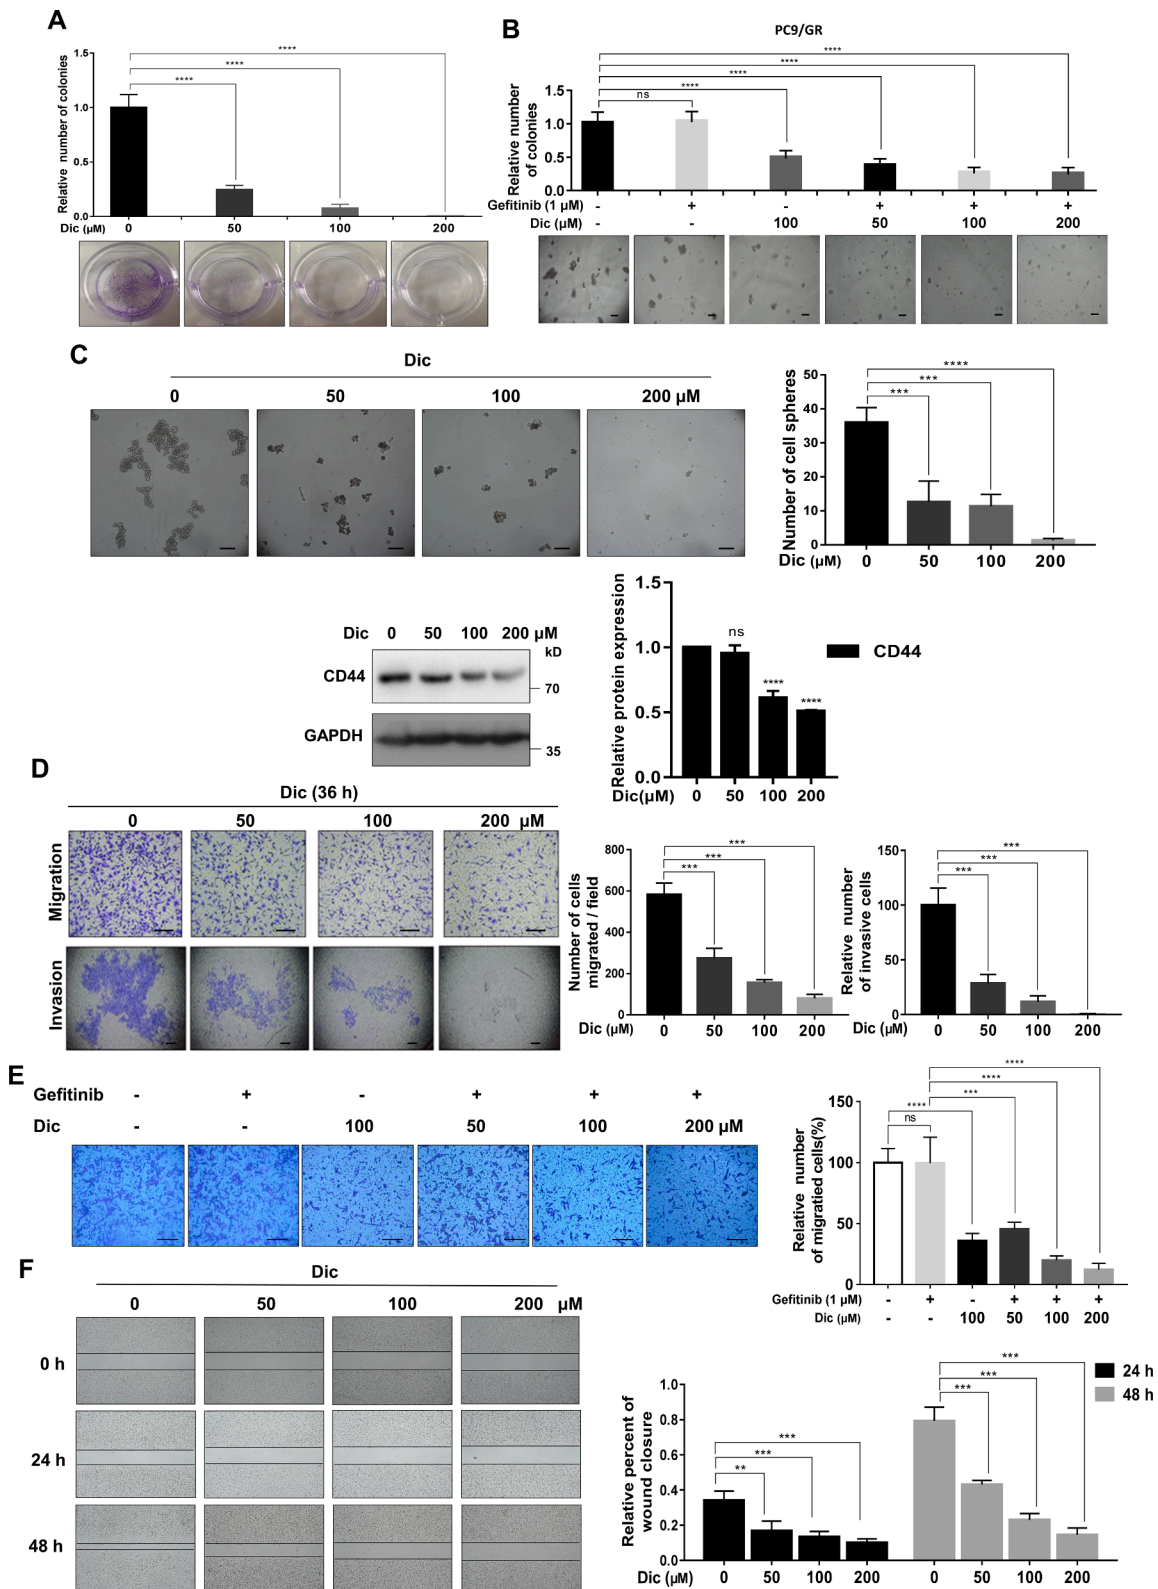 A
Relative number of colonies
1.5
1.0
0.5
0.0
****
****
****
Dic (μM)
0
50
100
200
B
PC9/GR
Relative number
of colonies
1.5
1.0
0.5
0.0
ns
****
****
****
****
Gefitinib (1 μM) - + - + + +
Dic (μM) - - 100 50 100 200
C
Dic
0 50 100 200 μM
Number of cell spheres
50
40
30
20
10
0
***
***
****
Dic (μM) 0 50 100 200
Dic 0 50 100 200 μM
kD
CD44
70
GAPDH
35
Relative protein expression
1.5
1.0
0.5
0.0
ns
****
****
CD44
Dic(μM) 0 50 100 200
D
Dic (36 h)
0 50 100 200 μM
Migration
Invasion
Number of cells
migrated / field
800
600
400
200
0
***
***
***
Dic (μM) 0 50 100 200
Relative number
of invasive cells
150
100
50
0
***
***
***
Dic (μM) 0 50 100 200
E
Gefitinib - + - + + +
Dic - - 100 50 100 200 μM
Relative number
of migratied cells(%)
150
100
50
0
ns
****
***
****
****
Gefitinib (1 μM) - + - + + +
Dic (μM) - - 100 50 100 200
F
Dic
0 50 100 200 μM
0 h
24 h
48 h
Relative percent of
wound closure
1.0
0.8
0.6
0.4
0.2
0.0
**
***
***
***
***
***
24 h
48 h
Dic (μM) 0 50 100 200 0 50 100 200